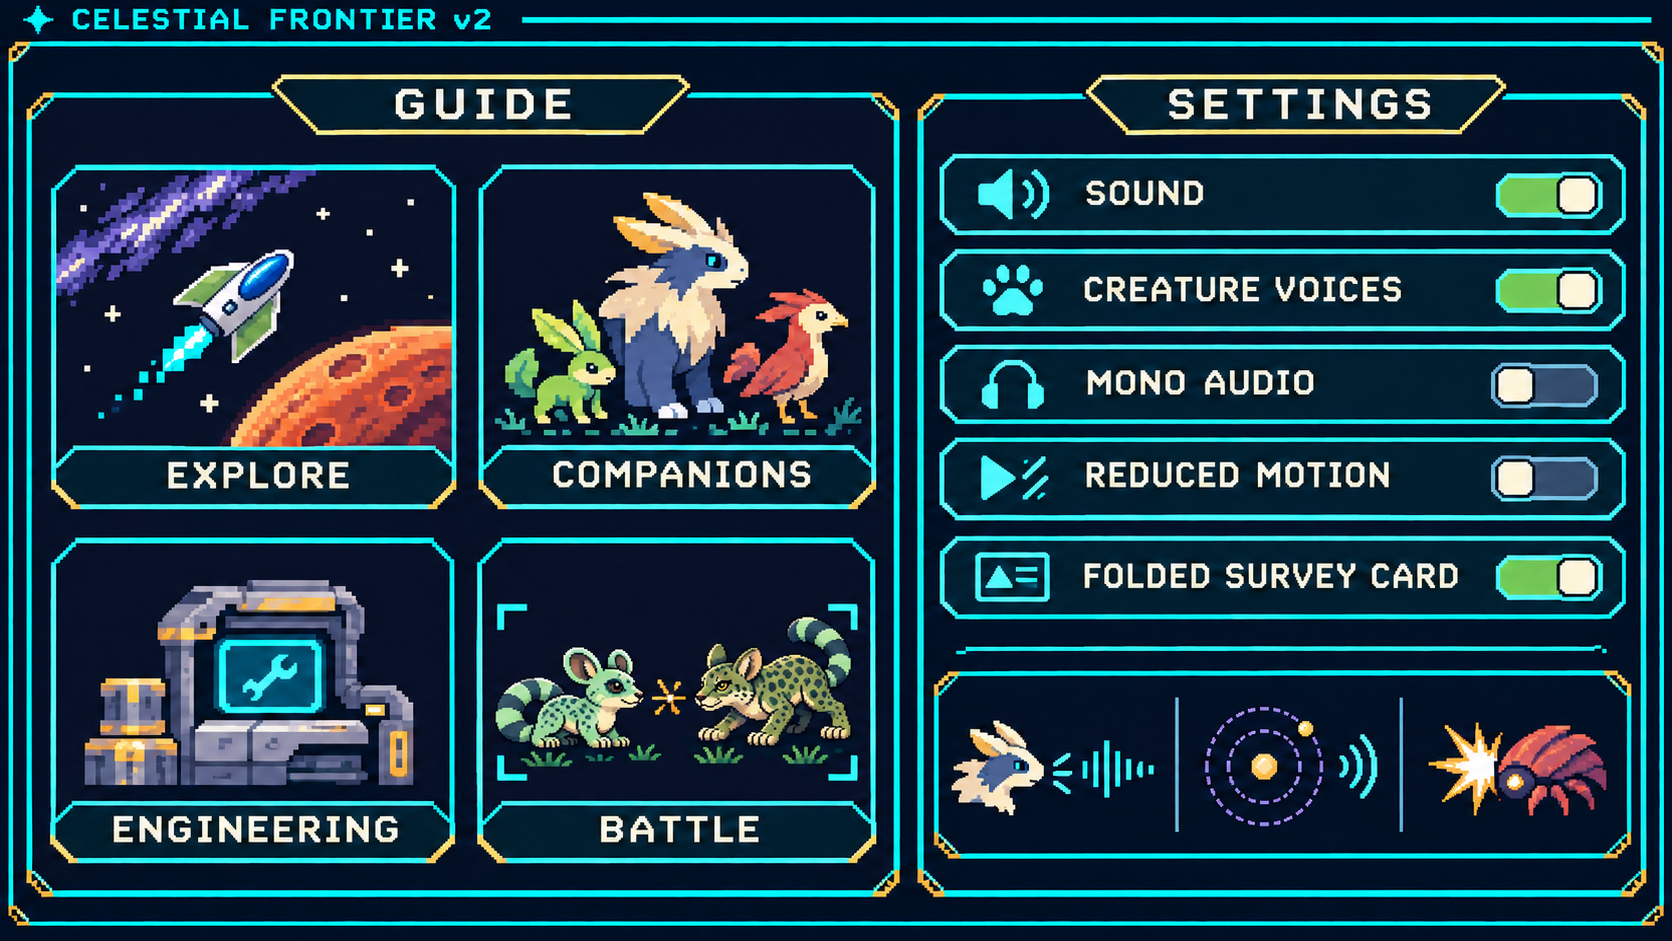 CELESTIAL FRONTIER v2
GUIDE
EXPLORE
COMPANIONS
ENGINEERING
BATTLE
SETTINGS
SOUND
CREATURE VOICES
MONO AUDIO
REDUCED MOTION
FOLDED SURVEY CARD